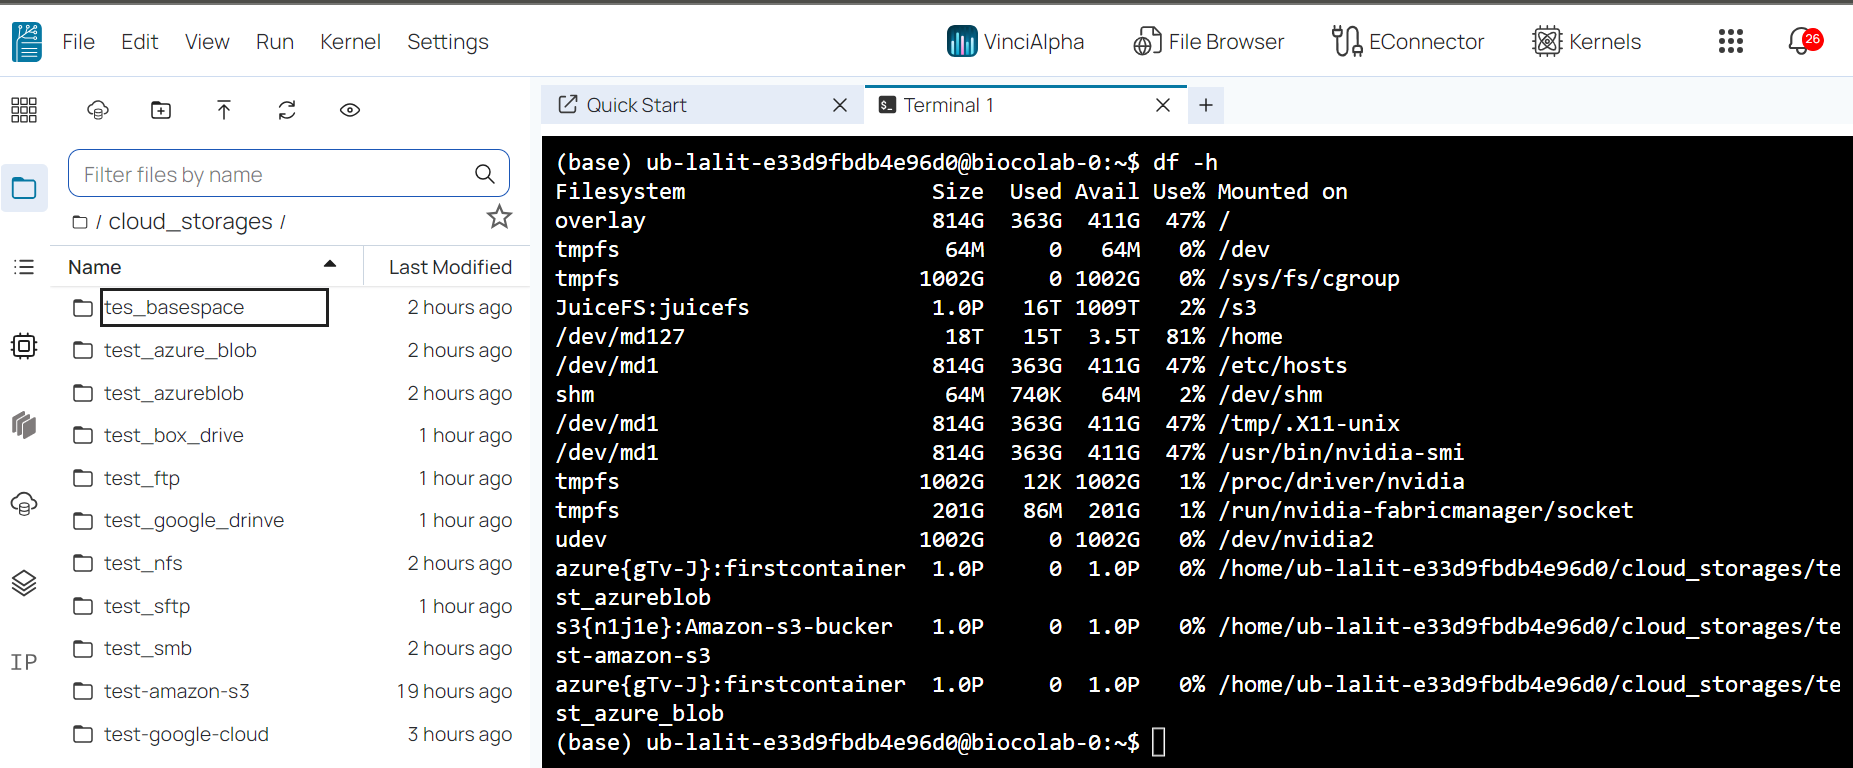 File Edit View Run Kernel Settings VinciAlpha File Browser EConnector Kernels 26
Quick Start Terminal 1
Filter files by name
/ cloud_storages /
Name Last Modified
tes_basespace 2 hours ago
test_azure_blob 2 hours ago
test_azureblob 2 hours ago
test_box_drive 1 hour ago
test_ftp 1 hour ago
test_google_drinve 1 hour ago
test_nfs 2 hours ago
test_sftp 1 hour ago
test_smb 2 hours ago
test-amazon-s3 19 hours ago
test-google-cloud 3 hours ago
IP
(base) ub-lalit-e33d9fbdb4e96d0@biocolab-0:~$ df -h
Filesystem Size Used Avail Use% Mounted on
overlay 814G 363G 411G 47% /
tmpfs 64M 0 64M 0% /dev
tmpfs 1002G 0 1002G 0% /sys/fs/cgroup
JuiceFS:juicefs 1.0P 16T 1009T 2% /s3
/dev/md127 18T 15T 3.5T 81% /home
/dev/md1 814G 363G 411G 47% /etc/hosts
shm 64M 740K 64M 2% /dev/shm
/dev/md1 814G 363G 411G 47% /tmp/.X11-unix
/dev/md1 814G 363G 411G 47% /usr/bin/nvidia-smi
tmpfs 1002G 12K 1002G 1% /proc/driver/nvidia
tmpfs 201G 86M 201G 1% /run/nvidia-fabricmanager/socket
udev 1002G 0 1002G 0% /dev/nvidia2
azure{gTv-J}:firstcontainer 1.0P 0 1.0P 0% /home/ub-lalit-e33d9fbdb4e96d0/cloud_storages/te
st_azureblob
s3{n1j1e}:Amazon-s3-bucker 1.0P 0 1.0P 0% /home/ub-lalit-e33d9fbdb4e96d0/cloud_storages/te
st-amazon-s3
azure{gTv-J}:firstcontainer 1.0P 0 1.0P 0% /home/ub-lalit-e33d9fbdb4e96d0/cloud_storages/te
st_azure_blob
(base) ub-lalit-e33d9fbdb4e96d0@biocolab-0:~$